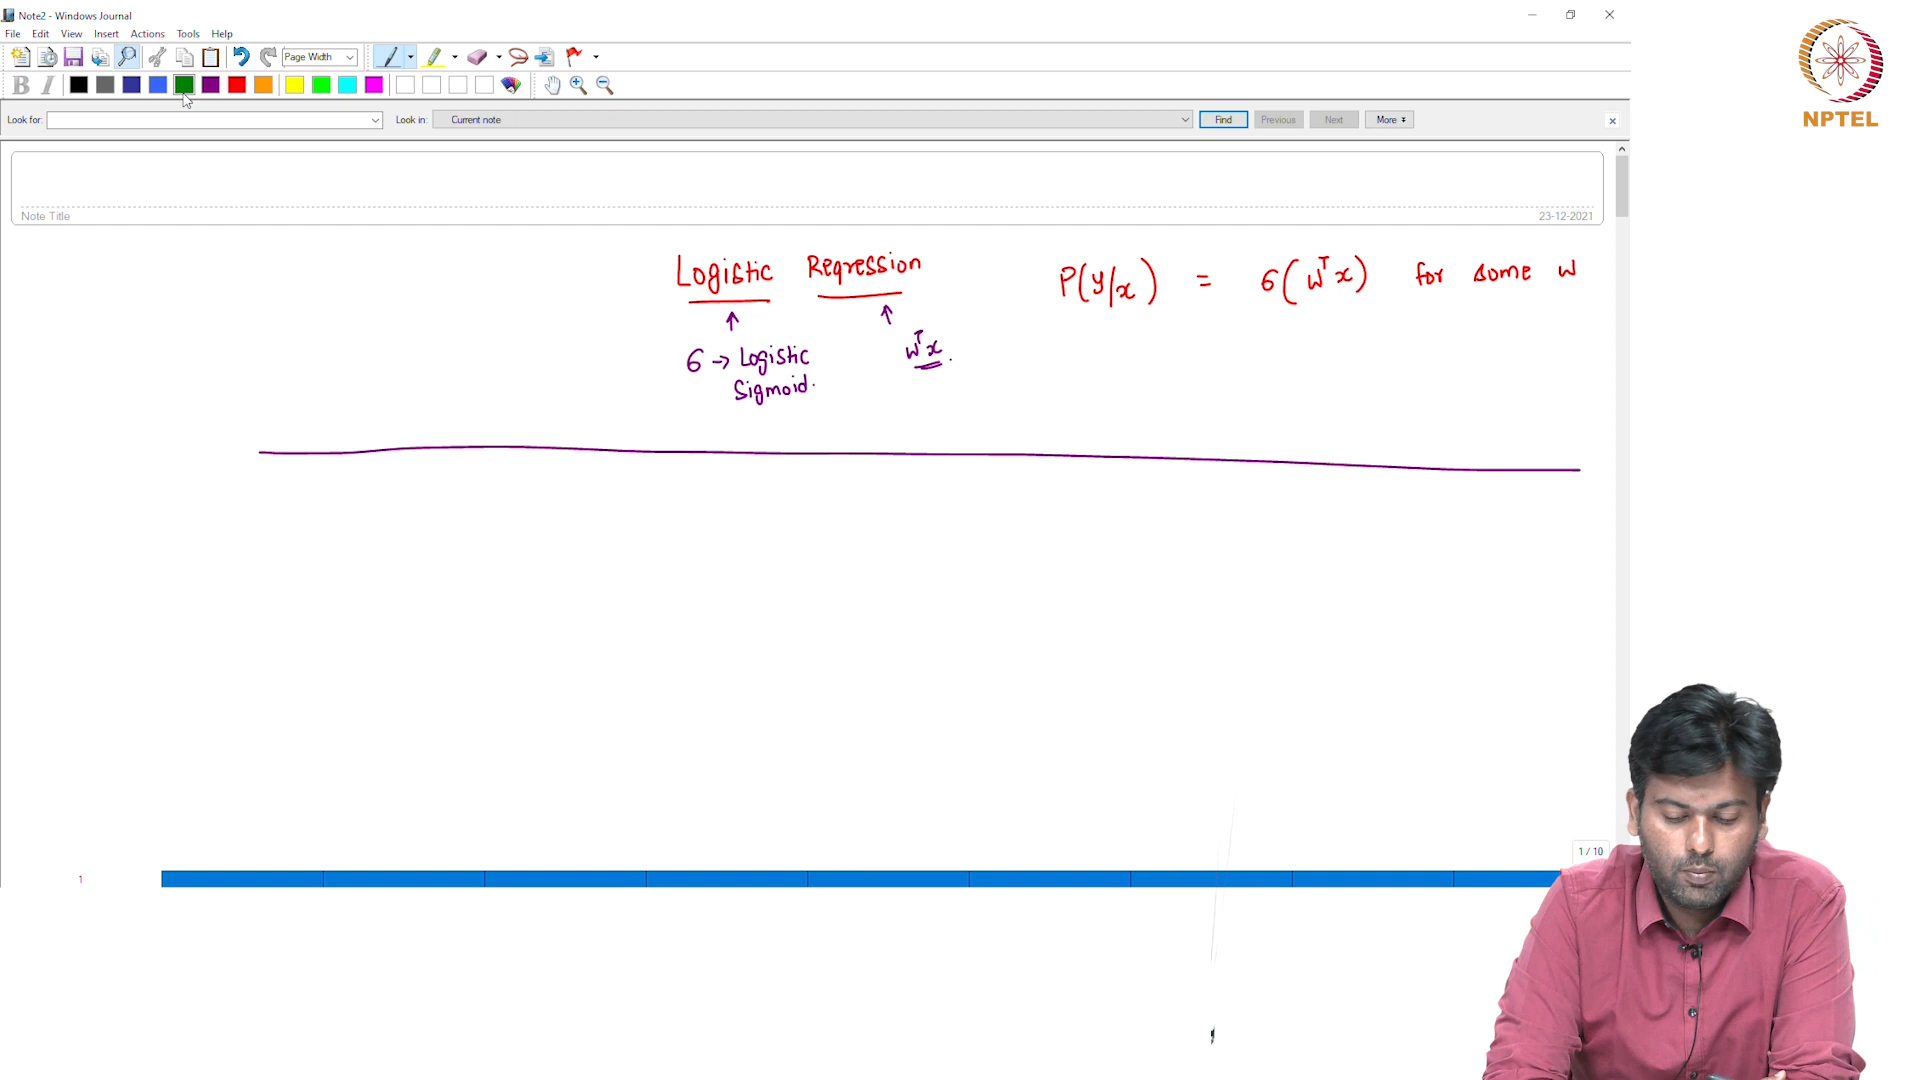 Note2 - Windows Journal
File Edit View Insert Actions Tools Help
Page Width
B I
Look for: Look in: Current note Find Previous Next More
NPTEL
Note Title 23-12-2021
Logistic Regression P(y/x) = σ(wᵀx) for some w
σ → Logistic Sigmoid. wᵀx.
1 / 10
1